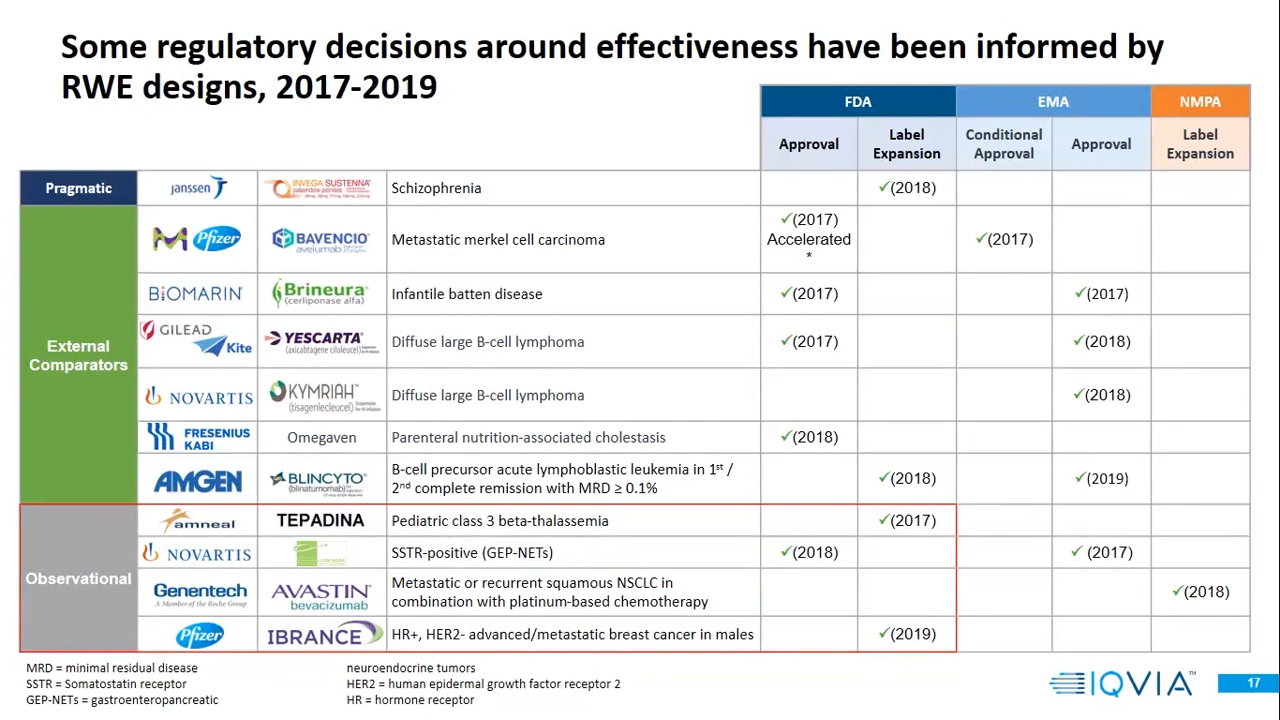 Some regulatory decisions around effectiveness have been informed by
RWE designs, 2017-2019
FDA
EMA
NMPA
Approval
Label
Expansion
Conditional
Approval
Approval
Label
Expansion
Pragmatic
janssen
INVEGA SUSTENNA
Schizophrenia
✓(2018)
External
Comparators
M Pfizer
BAVENCIO
avelumab
Metastatic merkel cell carcinoma
✓(2017)
Accelerated
*
✓(2017)
BIOMARIN
Brineura
(cerliponase alfa)
Infantile batten disease
✓(2017)
✓(2017)
GILEAD
Kite
YESCARTA
(axicabtagene ciloleucel)
Diffuse large B-cell lymphoma
✓(2017)
✓(2018)
NOVARTIS
KYMRIAH
(tisagenlecleucel)
Diffuse large B-cell lymphoma
✓(2018)
FRESENIUS
KABI
Omegaven
Parenteral nutrition-associated cholestasis
✓(2018)
AMGEN
BLINCYTO
(blinatumomab)
B-cell precursor acute lymphoblastic leukemia in 1st /
2nd complete remission with MRD ≥ 0.1%
✓(2018)
✓(2019)
Observational
amneal
TEPADINA
Pediatric class 3 beta-thalassemia
✓(2017)
NOVARTIS
SSTR-positive (GEP-NETs)
✓(2018)
✓ (2017)
Genentech
A Member of the Roche Group
AVASTIN
bevacizumab
Metastatic or recurrent squamous NSCLC in
combination with platinum-based chemotherapy
✓(2018)
Pfizer
IBRANCE
HR+, HER2- advanced/metastatic breast cancer in males
✓(2019)
MRD = minimal residual disease
SSTR = Somatostatin receptor
GEP-NETs = gastroenteropancreatic
neuroendocrine tumors
HER2 = human epidermal growth factor receptor 2
HR = hormone receptor
IQVIA™
17